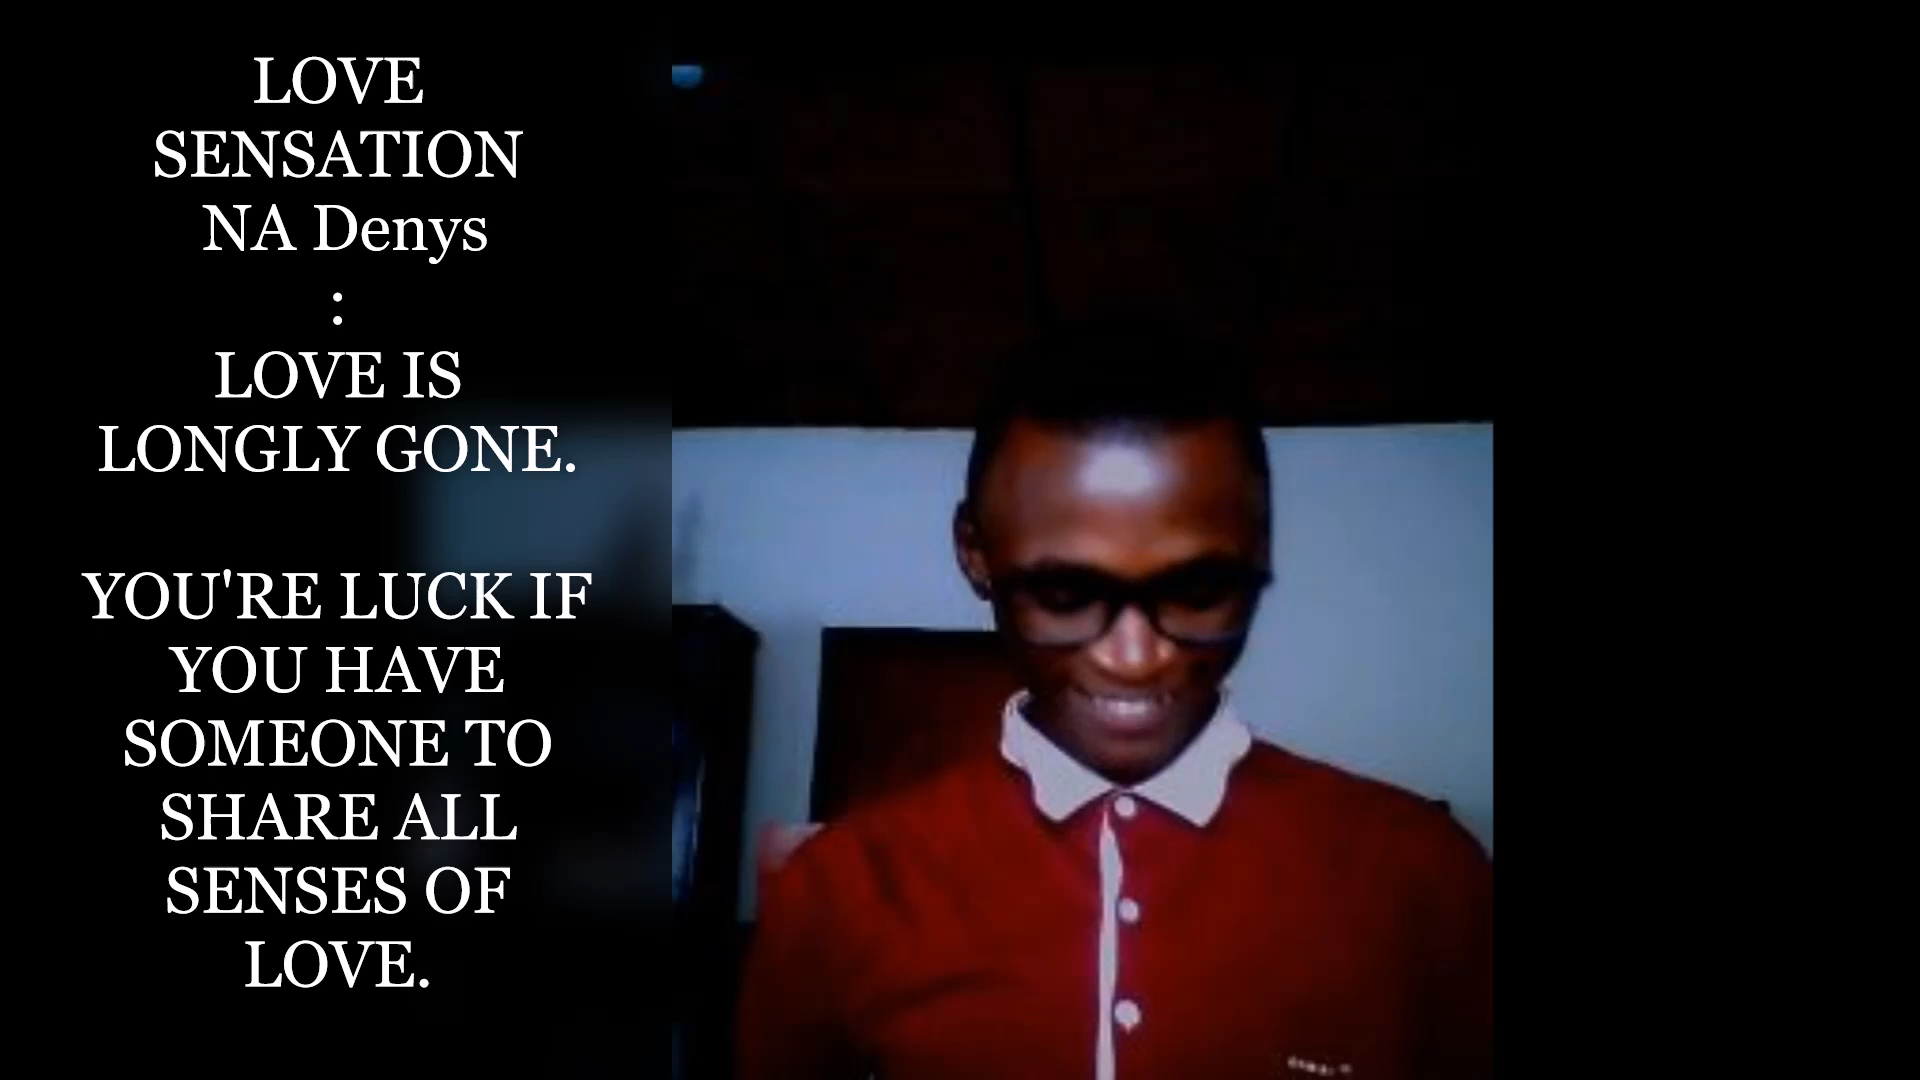 LOVE
SENSATION
NA Denys
:
LOVE IS
LONGLY GONE.
YOU'RE LUCK IF
YOU HAVE
SOMEONE TO
SHARE ALL
SENSES OF
LOVE.